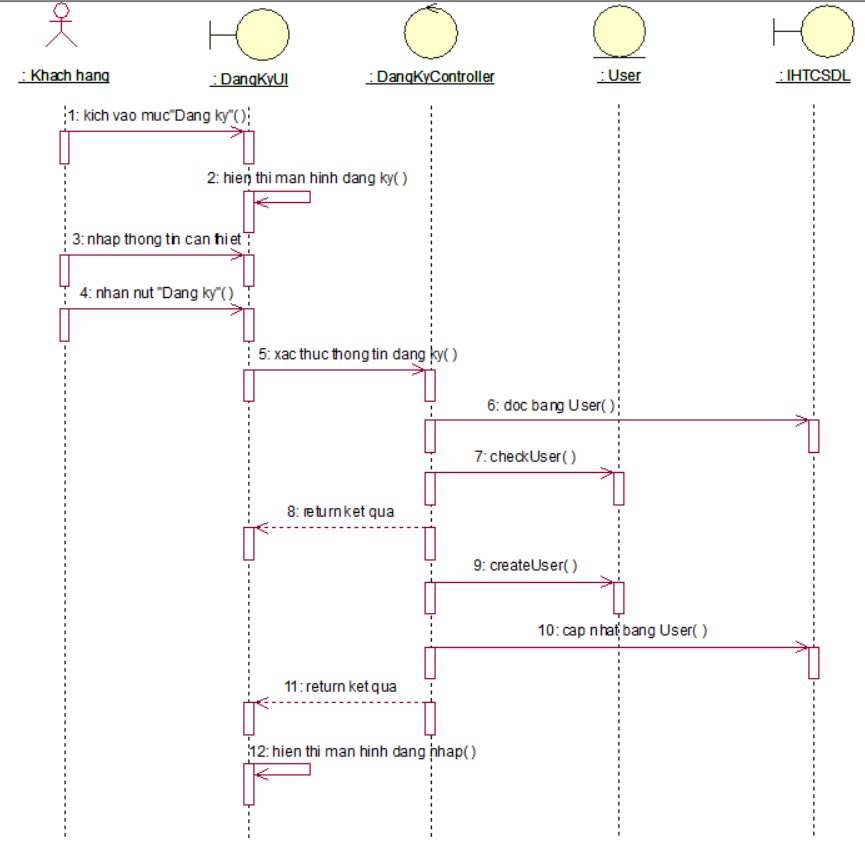 : Khach hang
: DangKyUI
: DangKyController
: User
: IHTCSDL
1: kich vao muc"Dang ky"( )
2: hien thi man hinh dang ky( )
3: nhap thong tin can thiet
4: nhan nut "Dang ky"( )
5: xac thuc thong tin dang ky( )
6: doc bang User( )
7: checkUser( )
8: return ket qua
9: createUser( )
10: cap nhat bang User( )
11: return ket qua
12: hien thi man hinh dang nhap( )